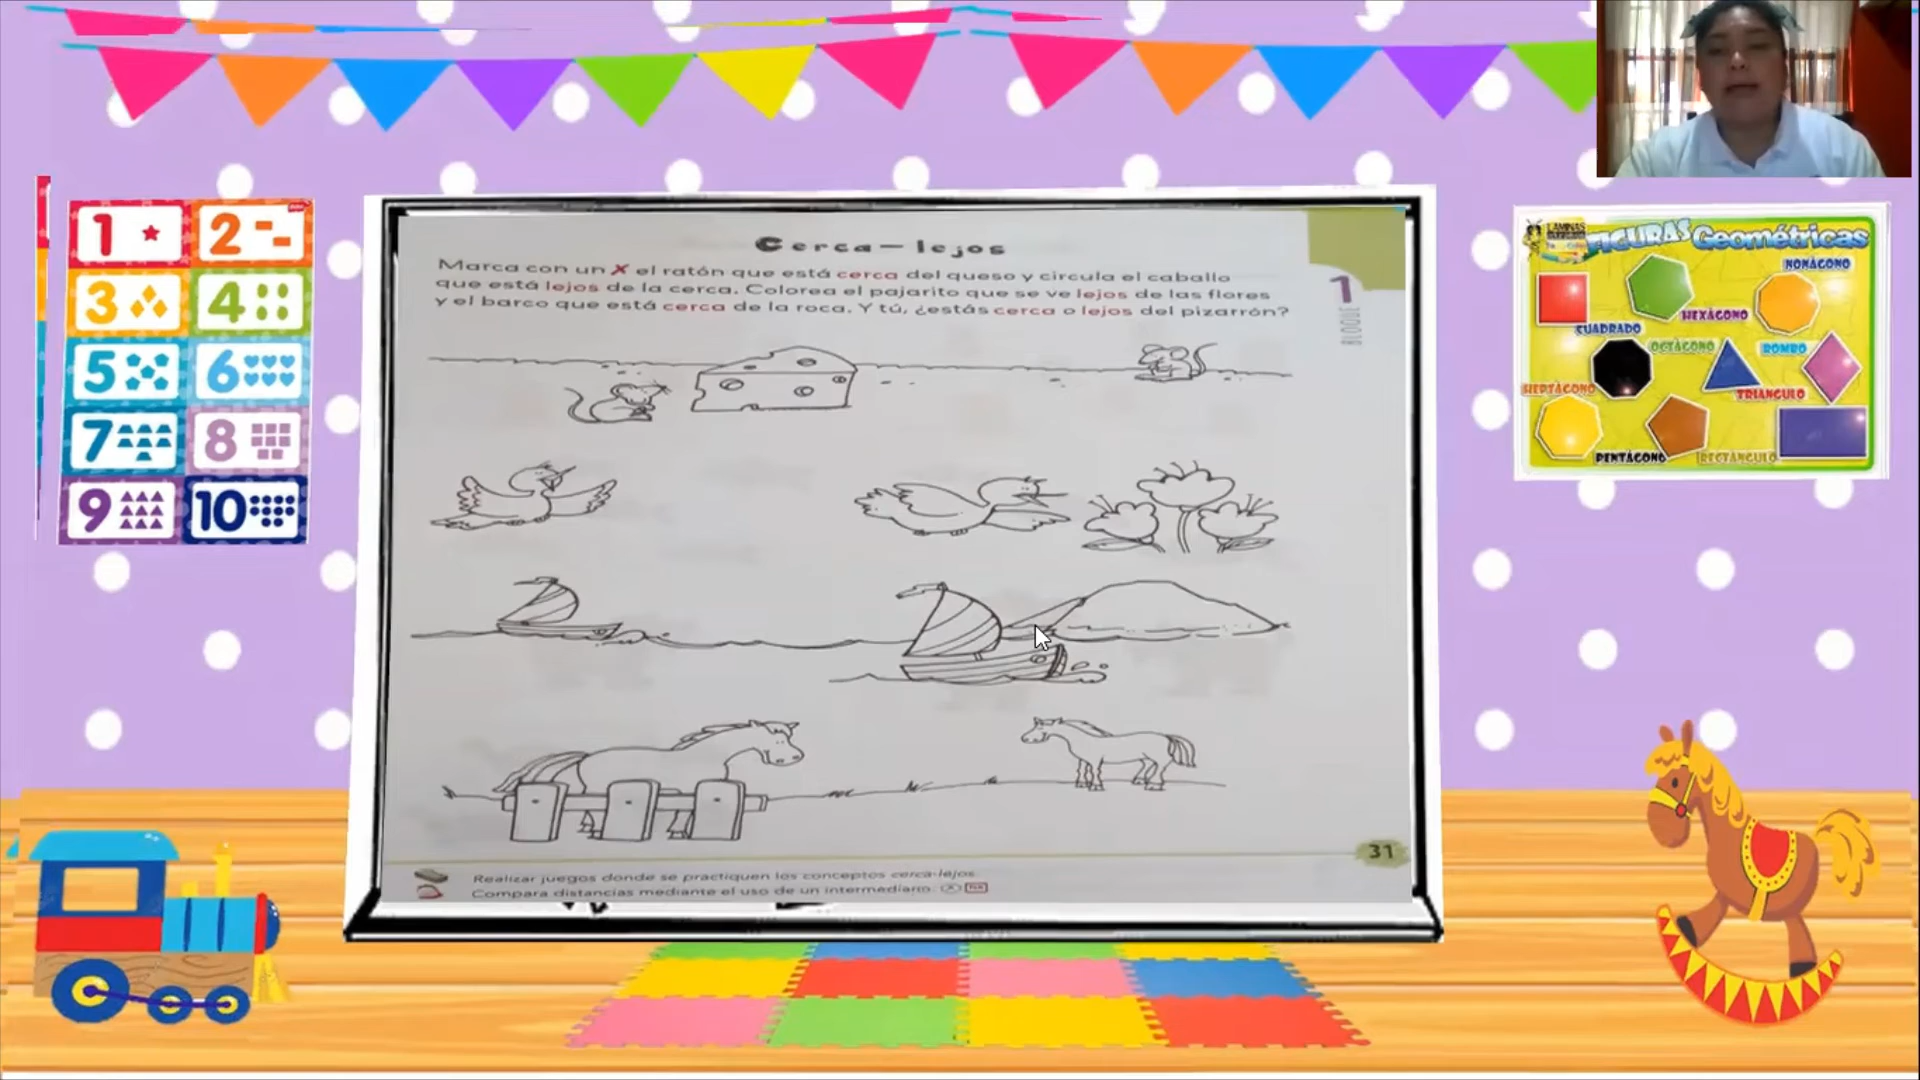 Cerca-lejos
Marca con un X el ratón que está cerca del queso y circula el caballo
que está lejos de la cerca. Colorea el pajarito que se ve lejos de las flores
y el barco que está cerca de la roca. Y tú, ¿estás cerca o lejos del pizarrón?
1
BLOQUE
31
Realizar juegos donde se practiquen los conceptos cerca-lejos.
Compara distancias mediante el uso de un intermediario.
1
2
3
4
5
6
7
8
9
10
LAMINAS
FIGURAS Geométricas
NONÁGONO
CUADRADO
HEXÁGONO
OCTÁGONO
ROMBO
HEPTÁGONO
TRIANGULO
PENTÁGONO
RECTÁNGULO